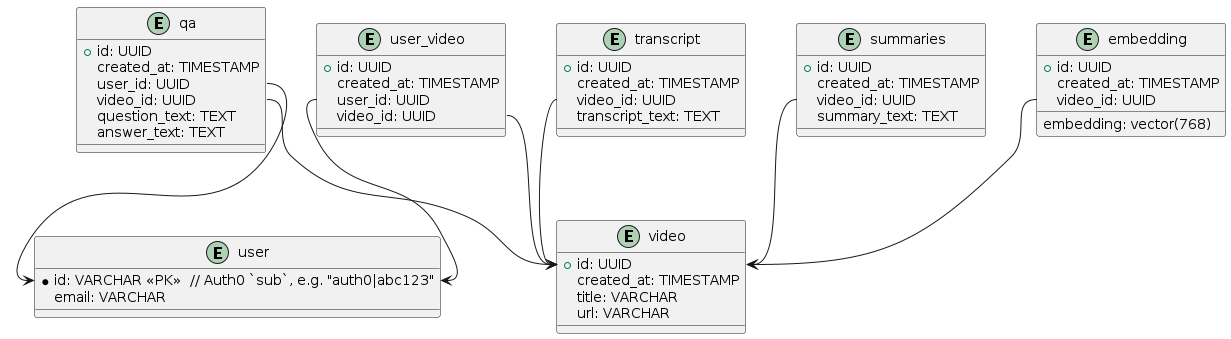 E qa
id: UUID
created_at: TIMESTAMP
user_id: UUID
video_id: UUID
question_text: TEXT
answer_text: TEXT
E user_video
id: UUID
created_at: TIMESTAMP
user_id: UUID
video_id: UUID
E transcript
id: UUID
created_at: TIMESTAMP
video_id: UUID
transcript_text: TEXT
E summaries
id: UUID
created_at: TIMESTAMP
video_id: UUID
summary_text: TEXT
E embedding
id: UUID
created_at: TIMESTAMP
video_id: UUID
embedding: vector(768)
E user
id: VARCHAR «PK» // Auth0 `sub`, e.g. "auth0|abc123"
email: VARCHAR
E video
id: UUID
created_at: TIMESTAMP
title: VARCHAR
url: VARCHAR